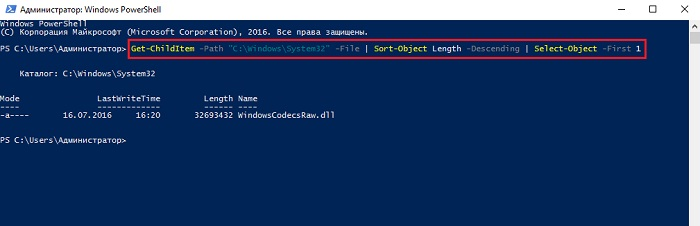 Администратор: Windows PowerShell
Windows PowerShell
(C) Корпорация Майкрософт (Microsoft Corporation), 2016. Все права защищены.
PS C:\Users\Администратор> Get-ChildItem -Path "C:\Windows\System32" -File | Sort-Object Length -Descending | Select-Object -First 1
Каталог: C:\Windows\System32
Mode LastWriteTime Length Name
---- ------------- ------ ----
-a---- 16.07.2016 16:20 32693432 WindowsCodecsRaw.dll
PS C:\Users\Администратор>